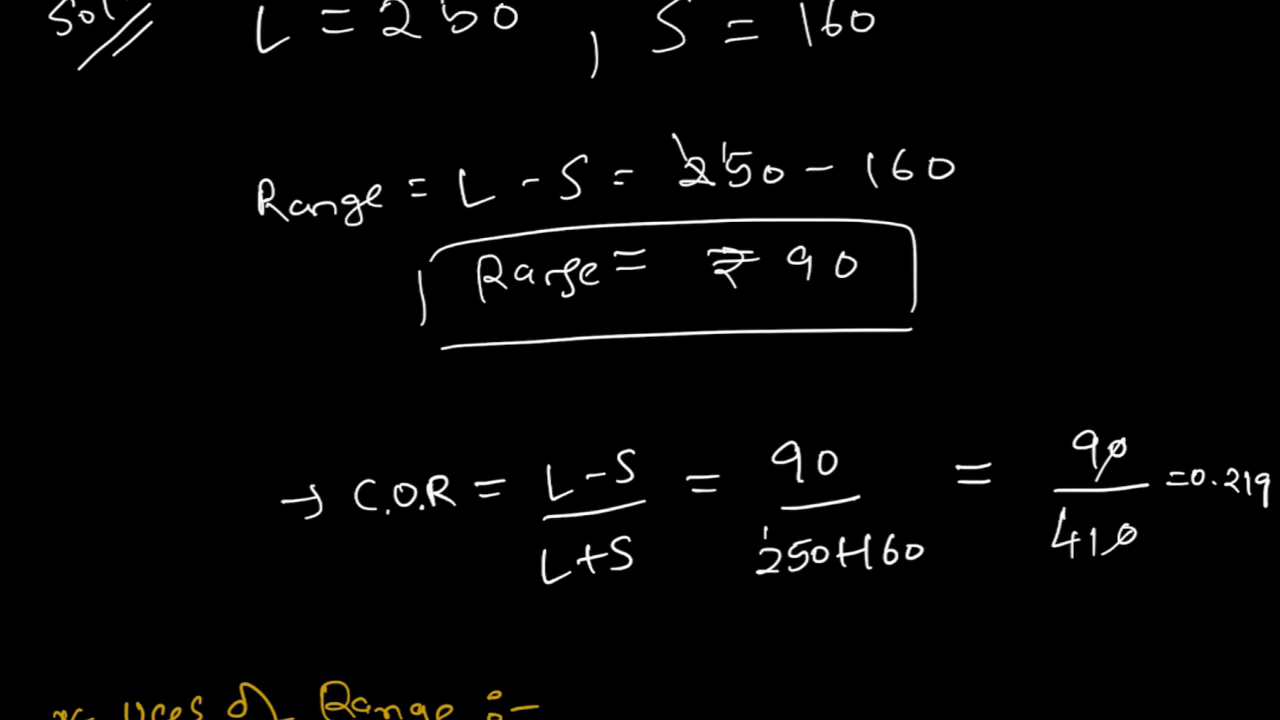 Sol L = 250 , S = 160
Range = L - S = 250 - 160
Range = ₹ 90
→ C.O.R = L-S / L+S = 90 / 250+160 = 90 / 410 = 0.219
Uses of Range :-